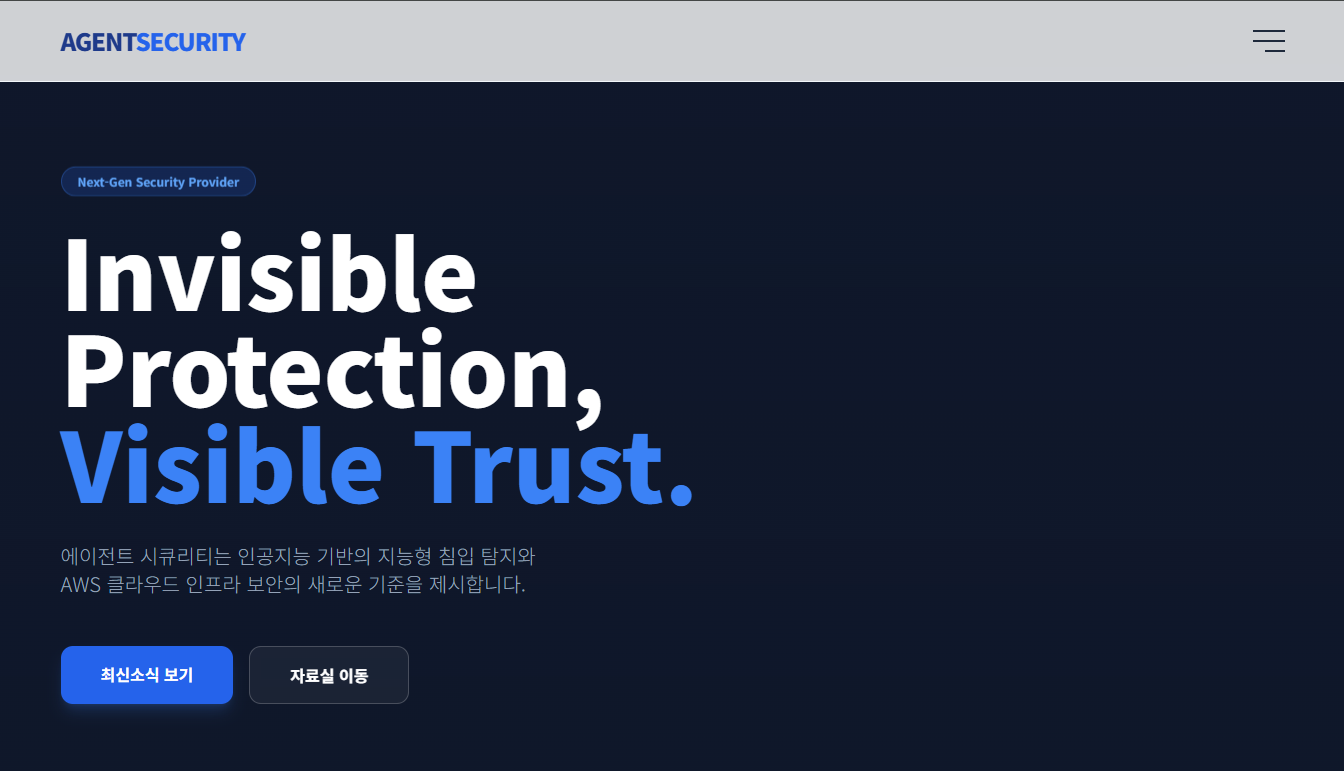 AGENTSECURITY
Next-Gen Security Provider
Invisible
Protection,
Visible Trust.
에이전트 시큐리티는 인공지능 기반의 지능형 침입 탐지와
AWS 클라우드 인프라 보안의 새로운 기준을 제시합니다.
최신소식 보기
자료실 이동